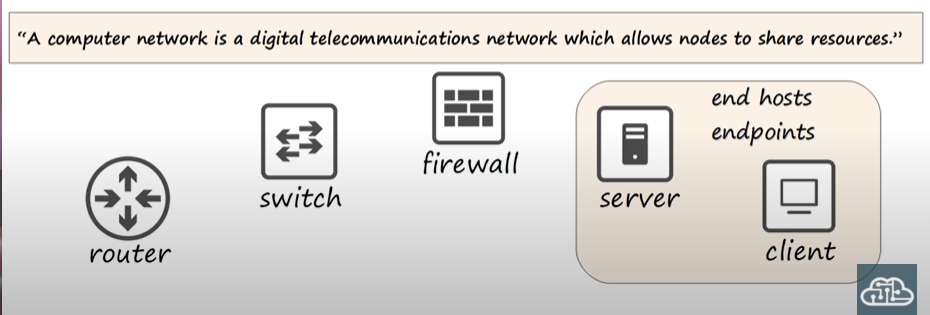 “A computer network is a digital telecommunications network which allows nodes to share resources.”
end hosts
endpoints
firewall
switch
server
router
client